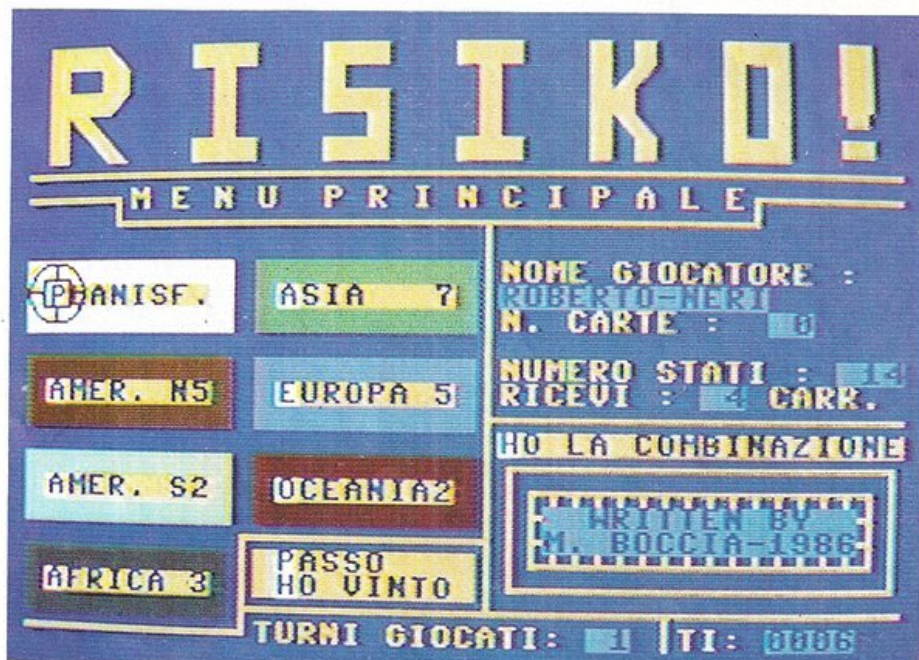 RISIKO!
MENU PRINCIPALE
PLANISF.
ASIA 7
AMER. N5
EUROPA 5
AMER. S2
OCEANIA2
AFRICA 3
PASSO
HO VINTO
NOME GIOCATORE :
ROBERTO-NERI
N. CARTE : 0
NUMERO STATI : 14
RICEVI : 4 CARR.
HO LA COMBINAZIONE
WRITTEN BY
M. BOCCIA-1986
TURNI GIOCATI: 1
TI: 0006